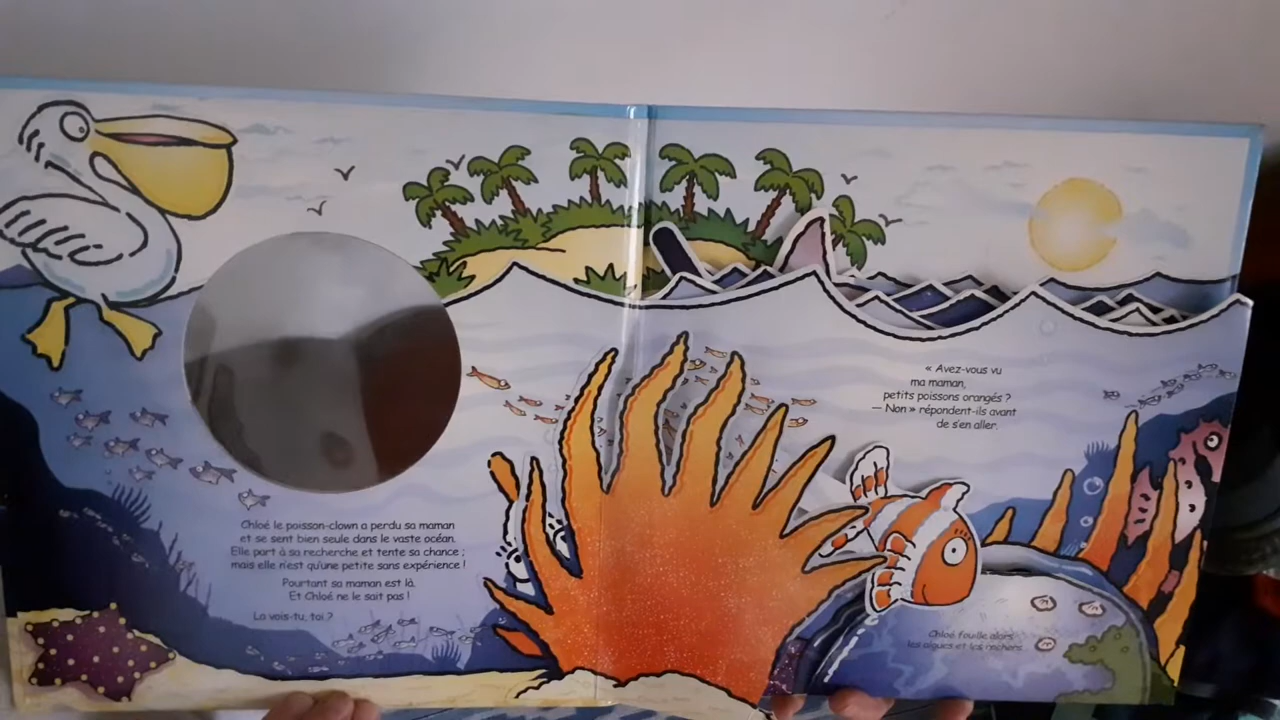 Chloé le poisson-clown a perdu sa maman
et se sent bien seule dans le vaste océan.
Elle part à sa recherche et tente sa chance ;
mais elle n'est qu'une petite sans expérience !
Pourtant sa maman est là,
Et Chloé ne le sait pas !
La vois-tu, toi ?
« Avez-vous vu
ma maman,
petits poissons orangés ?
— Non » répondent-ils avant
de s'en aller.
Chloé fouille alors
les algues et les rochers.